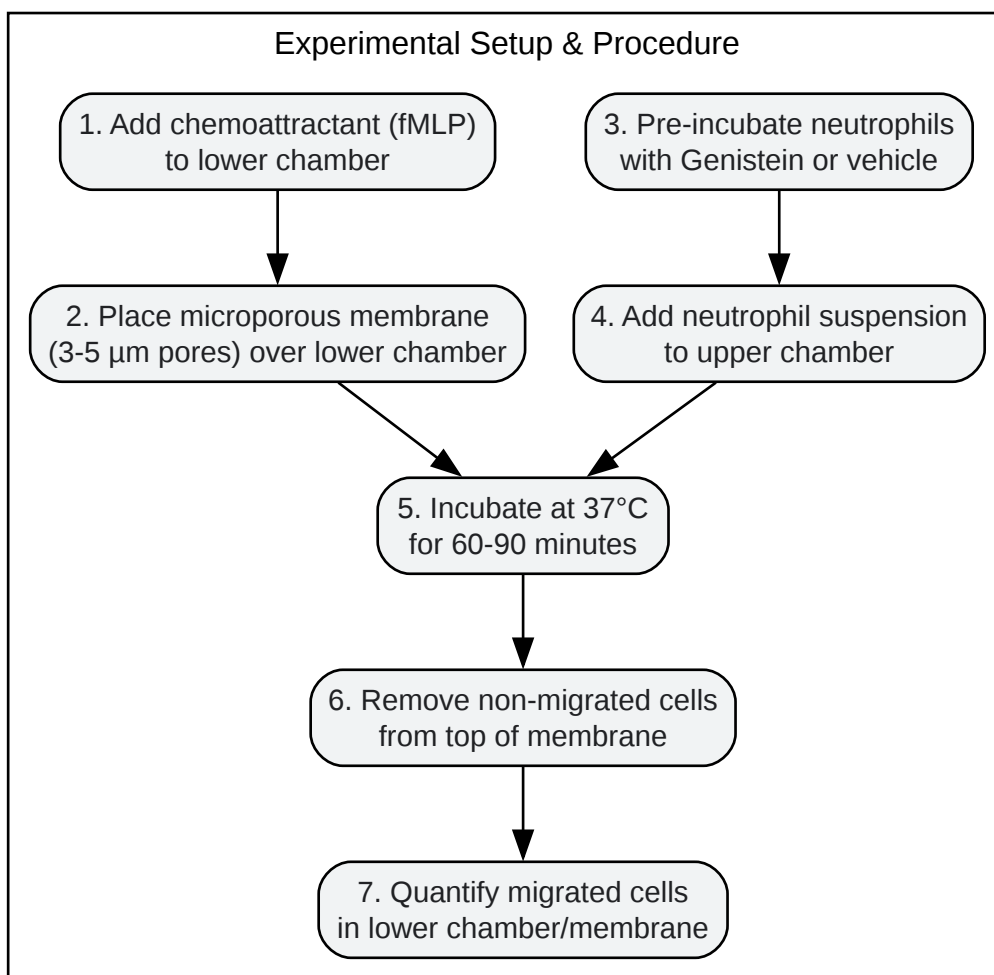 Experimental Setup & Procedure
1. Add chemoattractant (fMLP)
to lower chamber
3. Pre-incubate neutrophils
with Genistein or vehicle
2. Place microporous membrane
(3-5 µm pores) over lower chamber
4. Add neutrophil suspension
to upper chamber
5. Incubate at 37°C
for 60-90 minutes
6. Remove non-migrated cells
from top of membrane
7. Quantify migrated cells
in lower chamber/membrane